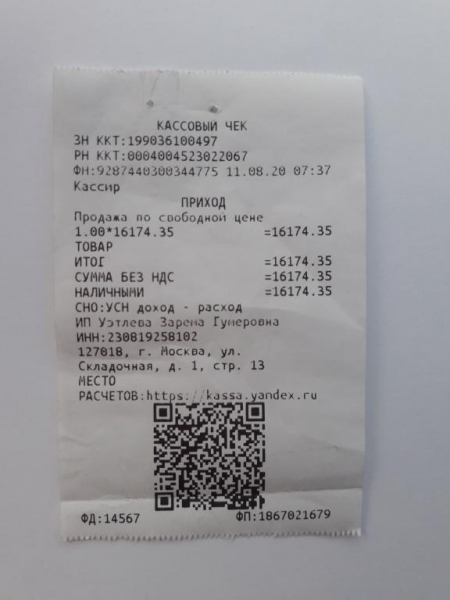 КАССОВЫЙ ЧЕК
ЗН ККТ:199036100497
РН ККТ:0004004523022067
ФН:9287440300344775 11.08.20 07:37
Кассир
ПРИХОД
Продажа по свободной цене
1.00*16174.35 =16174.35
ТОВАР
ИТОГ =16174.35
СУММА БЕЗ НДС =16174.35
НАЛИЧНЫМИ =16174.35
СНО:УСН доход - расход
ИП Уэтлева Зарема Гумеровна
ИНН:230819258102
127018, г. Москва, ул.
Складочная, д. 1, стр. 13
МЕСТО
РАСЧЕТОВ:https://kassa.yandex.ru
ФД:14567 ФП:1867021679